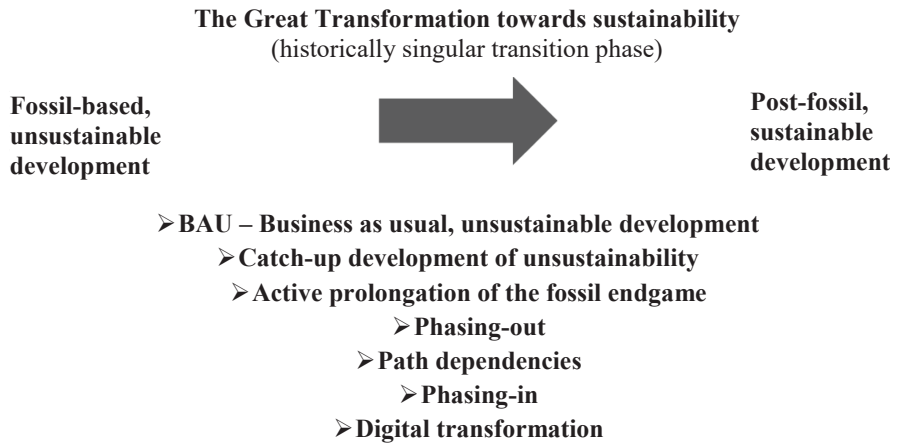 The Great Transformation towards sustainability
(historically singular transition phase)
Fossil-based,
unsustainable
development
Post-fossil,
sustainable
development
➢BAU – Business as usual, unsustainable development
➢Catch-up development of unsustainability
➢Active prolongation of the fossil endgame
➢Phasing-out
➢Path dependencies
➢Phasing-in
➢Digital transformation